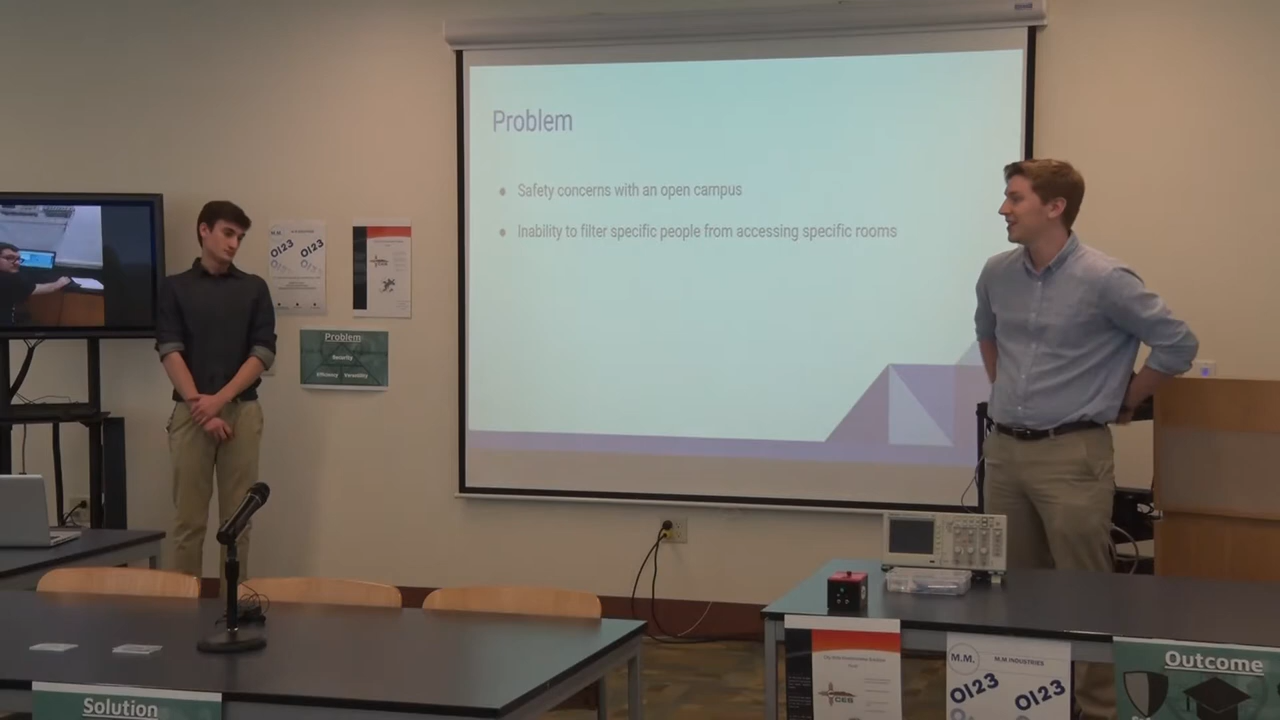 Problem
Safety concerns with an open campus
Inability to filter specific people from accessing specific rooms
M.M.
0123
0123
Problem
Security
Efficiency Versatility
Solution
CES
M.M.
M.M INDUSTRIES
0123
0123
Outcome